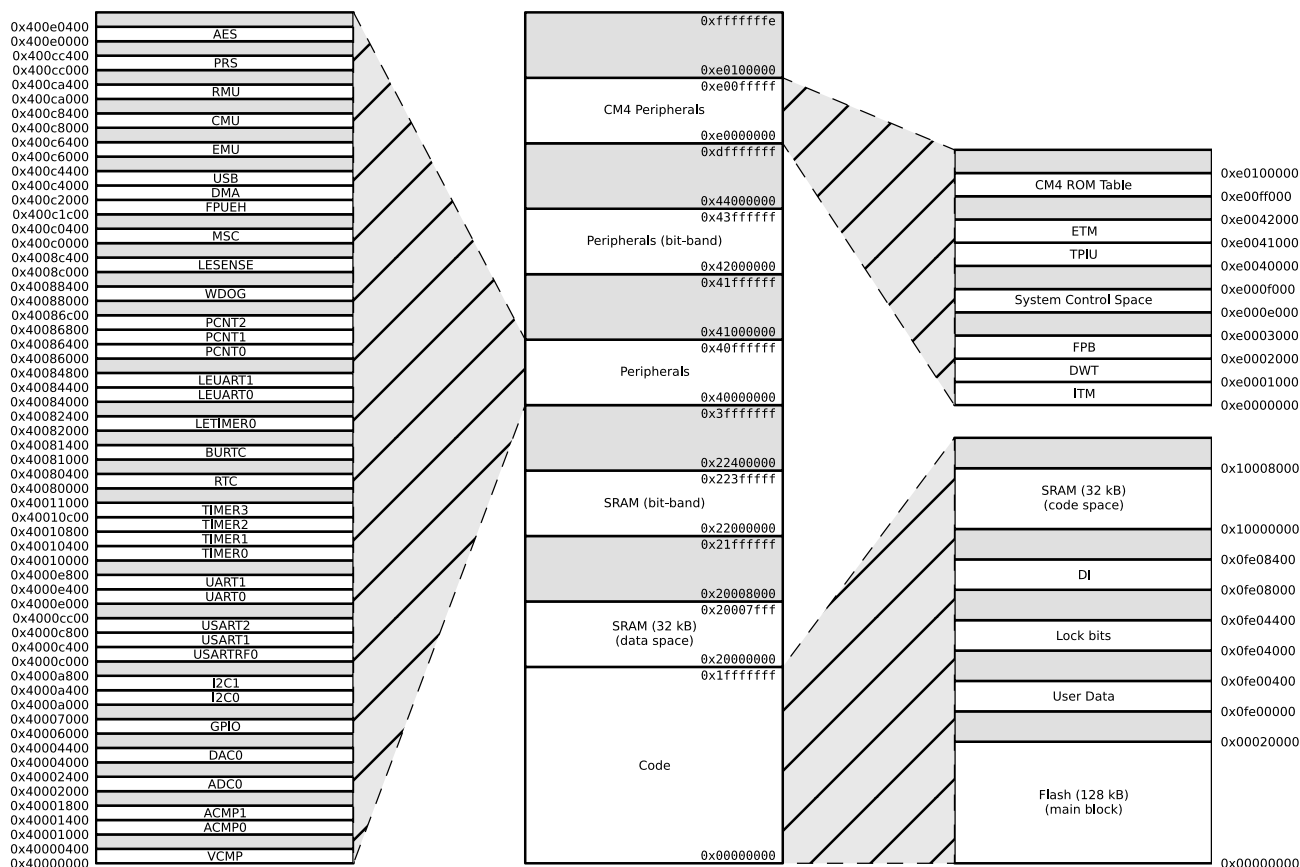 0x400e0400
AES
0x400e0000
0x400cc400
PRS
0x400cc000
0x400ca400
RMU
0x400ca000
0x400c8400
CMU
0x400c8000
0x400c6400
EMU
0x400c6000
0x400c4400
USB
0x400c4000
DMA
0x400c2000
FPUEH
0x400c1c00
0x400c0400
MSC
0x400c0000
0x4008c400
LESENSE
0x4008c000
0x40088400
WDOG
0x40088000
0x40086c00
PCNT2
0x40086800
PCNT1
0x40086400
PCNT0
0x40086000
0x40084800
LEUART1
0x40084400
LEUART0
0x40084000
0x40082400
LETIMER0
0x40082000
0x40081400
BURTC
0x40081000
0x40080400
RTC
0x40080000
0x40011000
TIMER3
0x40010c00
TIMER2
0x40010800
TIMER1
0x40010400
TIMER0
0x40010000
0x4000e800
UART1
0x4000e400
UART0
0x4000e000
0x4000cc00
USART2
0x4000c800
USART1
0x4000c400
USARTRF0
0x4000c000
0x4000a800
I2C1
0x4000a400
I2C0
0x4000a000
0x40007000
GPIO
0x40006000
0x40004400
DAC0
0x40004000
0x40002400
ADC0
0x40002000
0x40001800
ACMP1
0x40001400
ACMP0
0x40001000
0x40000400
VCMP
0x40000000
0xfffffffe
0xe0100000
0xe00fffff
CM4 Peripherals
0xe0000000
0xdfffffff
0x44000000
0x43ffffff
Peripherals (bit-band)
0x42000000
0x41ffffff
0x41000000
0x40ffffff
Peripherals
0x40000000
0x3fffffff
0x22400000
0x223fffff
SRAM (bit-band)
0x22000000
0x21ffffff
0x20008000
0x20007fff
SRAM (32 kB)
(data space)
0x20000000
0x1fffffff
Code
0x00000000
0xe0100000
CM4 ROM Table
0xe00ff000
0xe0042000
ETM
0xe0041000
TPIU
0xe0040000
0xe000f000
System Control Space
0xe000e000
0xe0003000
FPB
0xe0002000
DWT
0xe0001000
ITM
0xe0000000
0x10008000
SRAM (32 kB)
(code space)
0x10000000
0x0fe08400
DI
0x0fe08000
0x0fe04400
Lock bits
0x0fe04000
0x0fe00400
User Data
0x0fe00000
0x00020000
Flash (128 kB)
(main block)
0x00000000